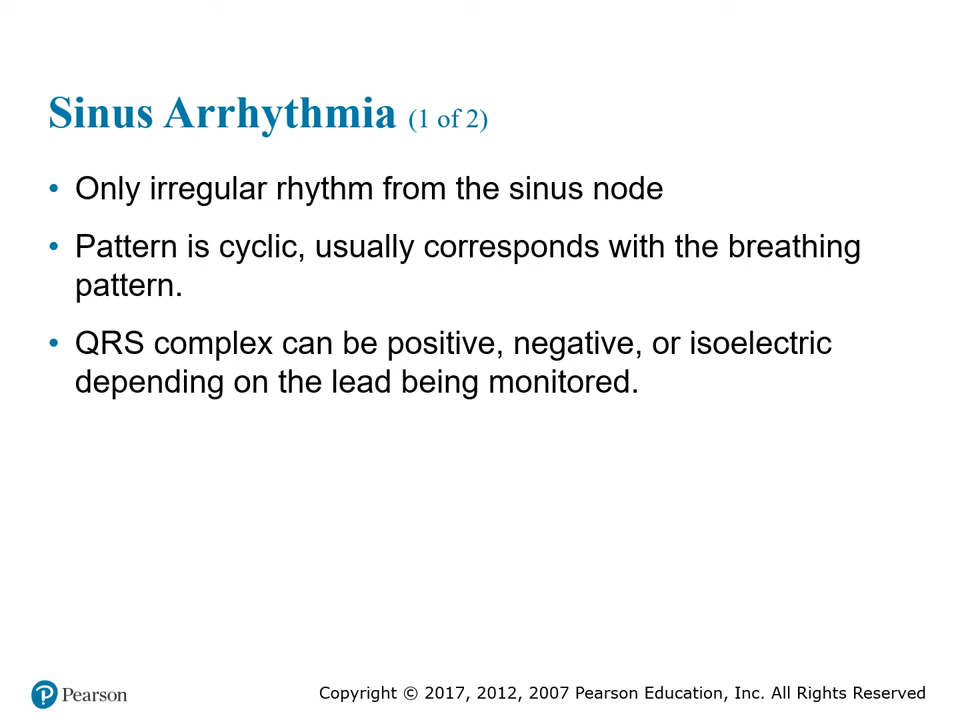 Sinus Arrhythmia (1 of 2)
• Only irregular rhythm from the sinus node
• Pattern is cyclic, usually corresponds with the breathing
pattern.
• QRS complex can be positive, negative, or isoelectric
depending on the lead being monitored.
P Pearson
Copyright © 2017, 2012, 2007 Pearson Education, Inc. All Rights Reserved